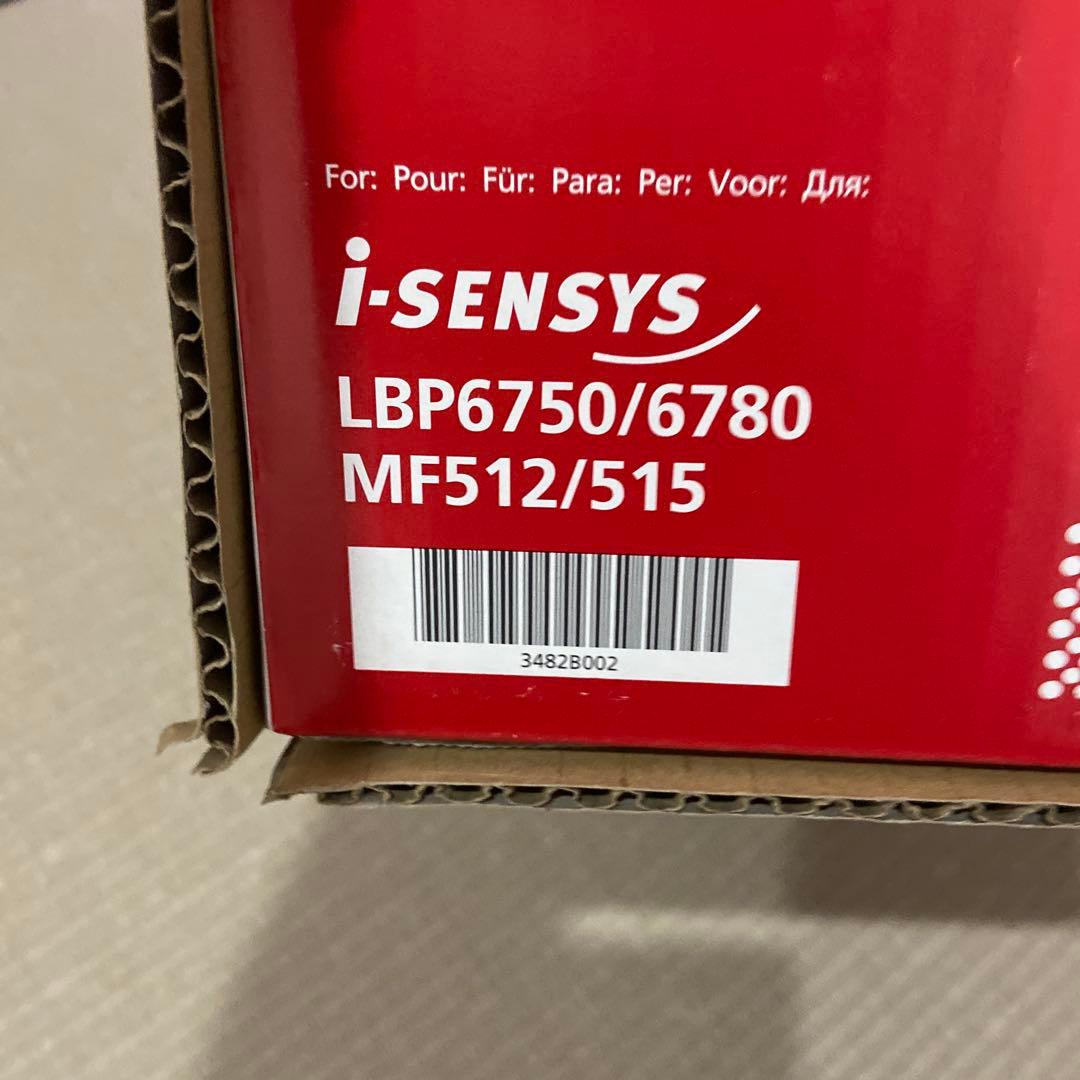 For: Pour: Für: Para: Per: Voor: Для:
i-SENSYS
LBP6750/6780
MF512/515
3482B002